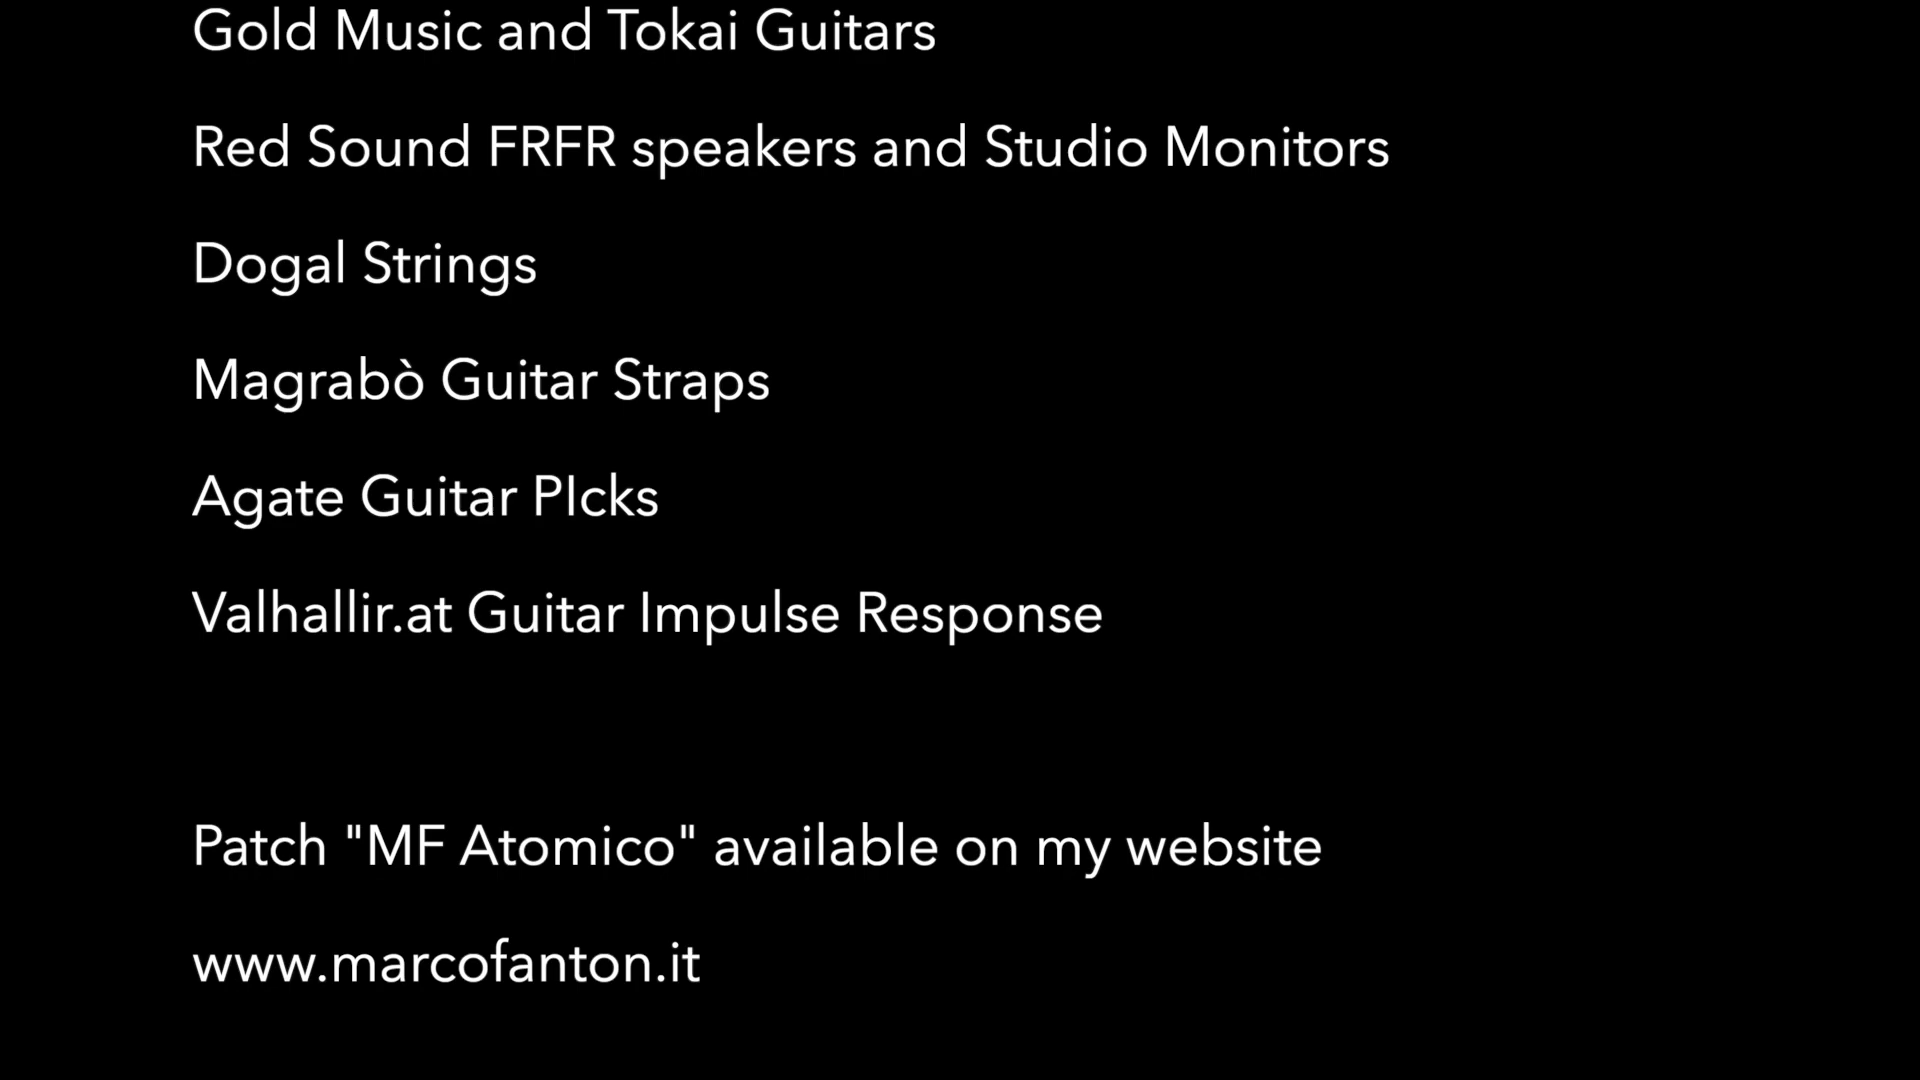 Gold Music and Tokai Guitars
Red Sound FRFR speakers and Studio Monitors
Dogal Strings
Magrabò Guitar Straps
Agate Guitar PIcks
Valhallir.at Guitar Impulse Response
Patch "MF Atomico" available on my website
www.marcofanton.it